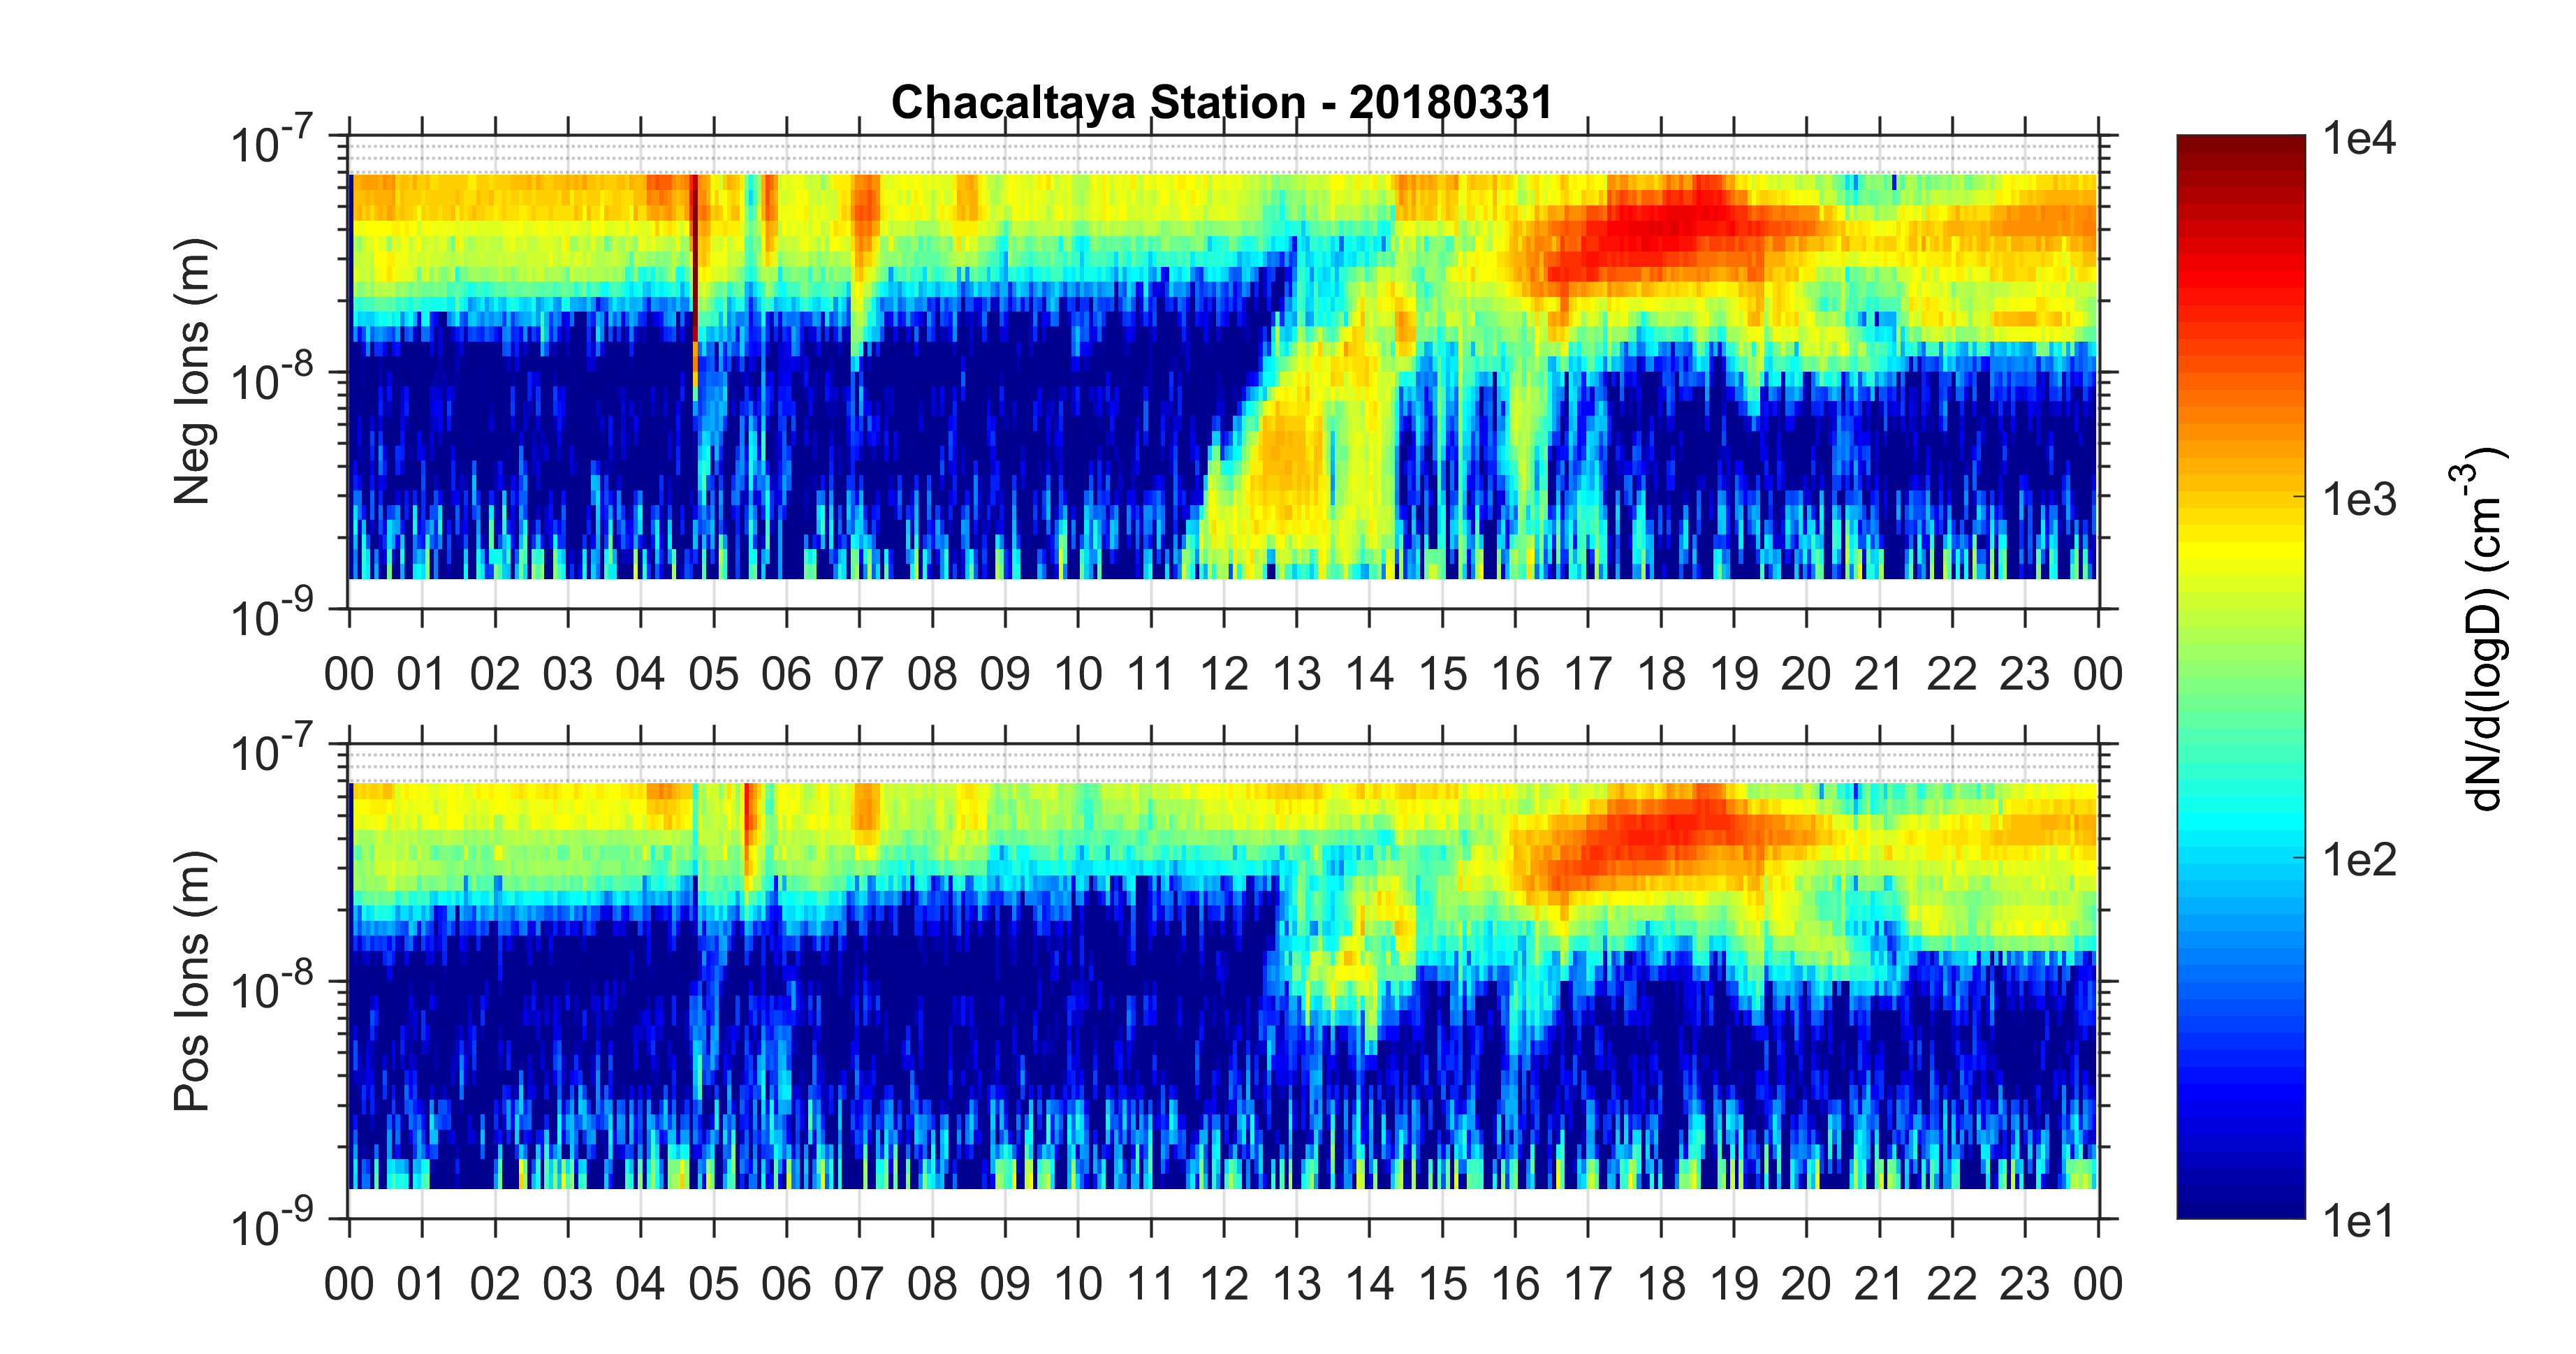 Chacaltaya Station - 20180331
10-7
10-8
10-9
Neg Ions (m)
00 01 02 03 04 05 06 07 08 09 10 11 12 13 14 15 16 17 18 19 20 21 22 23 00
10-7
10-8
10-9
Pos Ions (m)
00 01 02 03 04 05 06 07 08 09 10 11 12 13 14 15 16 17 18 19 20 21 22 23 00
1e4
1e3
1e2
1e1
dN/d(logD) (cm-3)